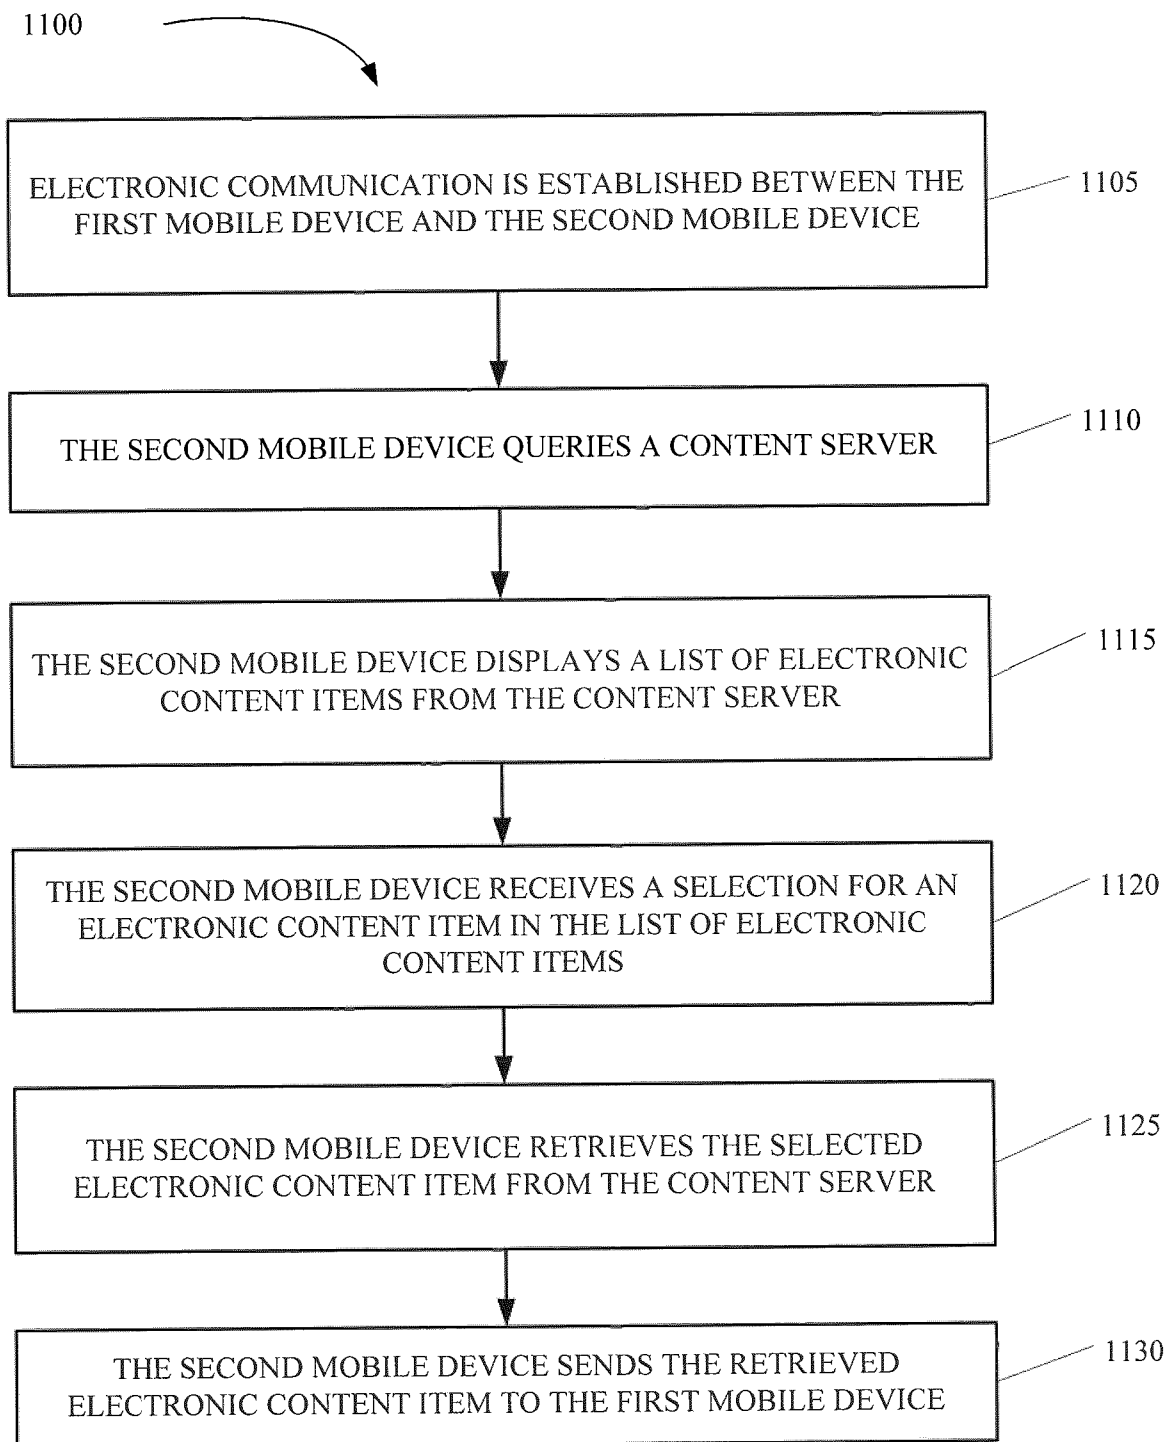 1100
ELECTRONIC COMMUNICATION IS ESTABLISHED BETWEEN THE
FIRST MOBILE DEVICE AND THE SECOND MOBILE DEVICE
1105
THE SECOND MOBILE DEVICE QUERIES A CONTENT SERVER
1110
THE SECOND MOBILE DEVICE DISPLAYS A LIST OF ELECTRONIC
CONTENT ITEMS FROM THE CONTENT SERVER
1115
THE SECOND MOBILE DEVICE RECEIVES A SELECTION FOR AN
ELECTRONIC CONTENT ITEM IN THE LIST OF ELECTRONIC
CONTENT ITEMS
1120
THE SECOND MOBILE DEVICE RETRIEVES THE SELECTED
ELECTRONIC CONTENT ITEM FROM THE CONTENT SERVER
1125
THE SECOND MOBILE DEVICE SENDS THE RETRIEVED
ELECTRONIC CONTENT ITEM TO THE FIRST MOBILE DEVICE
1130